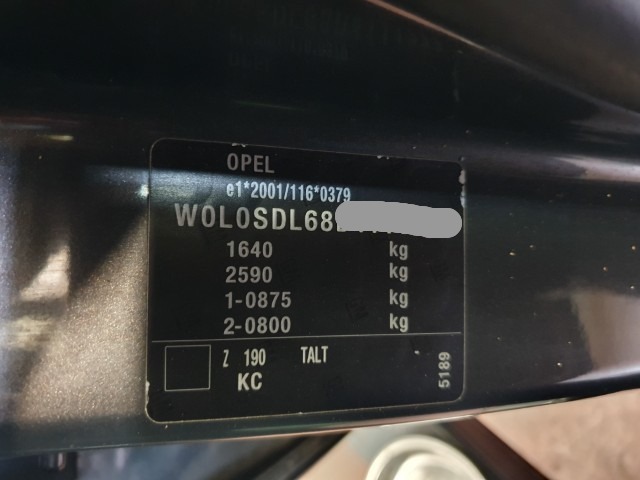 OPEL
e1*2001/116*0379
W0L0SDL68
1640 kg
2590 kg
1-0875 kg
2-0800 kg
Z 190 TALT
KC
5189